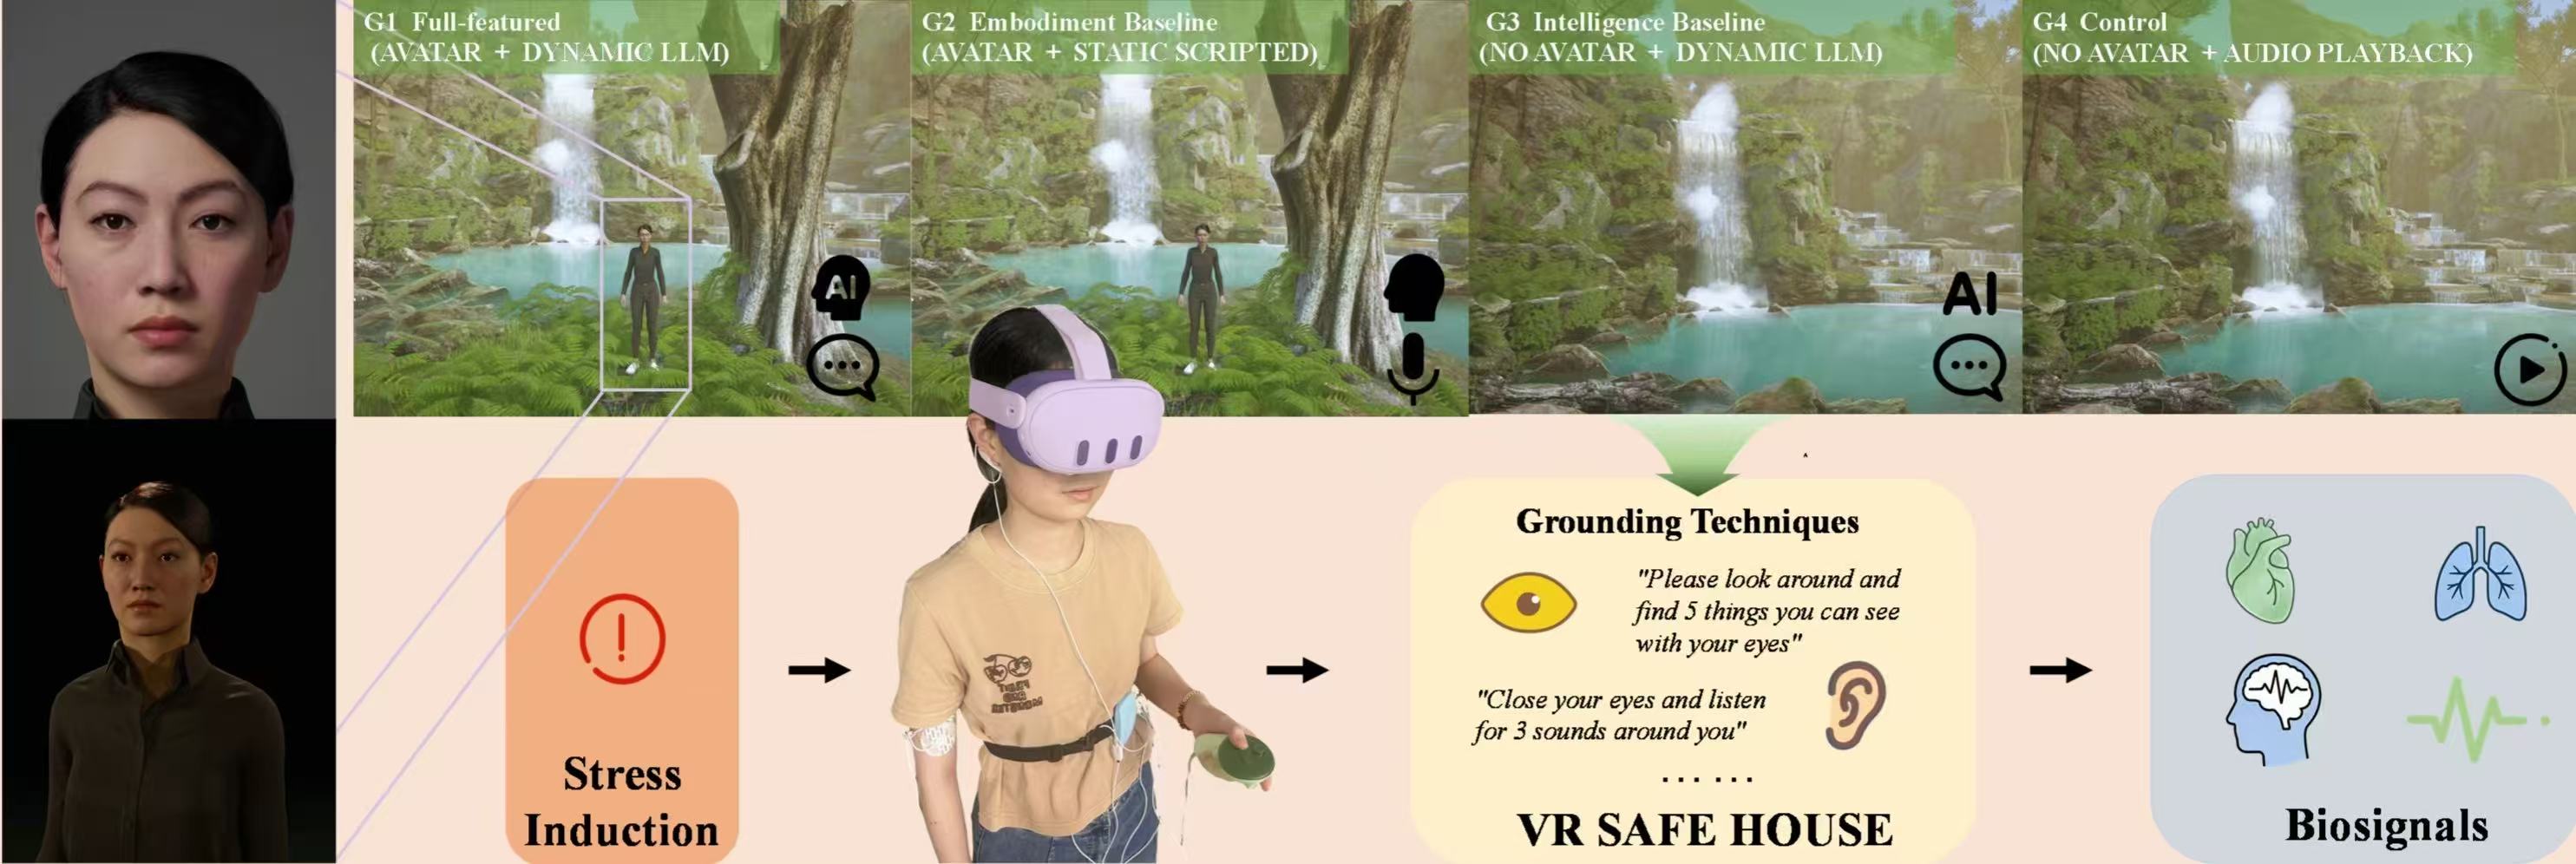 G1 Full-featured
(AVATAR + DYNAMIC LLM)
G2 Embodiment Baseline
(AVATAR + STATIC SCRIPTED)
G3 Intelligence Baseline
(NO AVATAR + DYNAMIC LLM)
G4 Control
(NO AVATAR + AUDIO PLAYBACK)
AI
AI
Stress
Induction
Grounding Techniques
"Please look around and
find 5 things you can see
with your eyes"
"Close your eyes and listen
for 3 sounds around you"
... ...
VR SAFE HOUSE
Biosignals